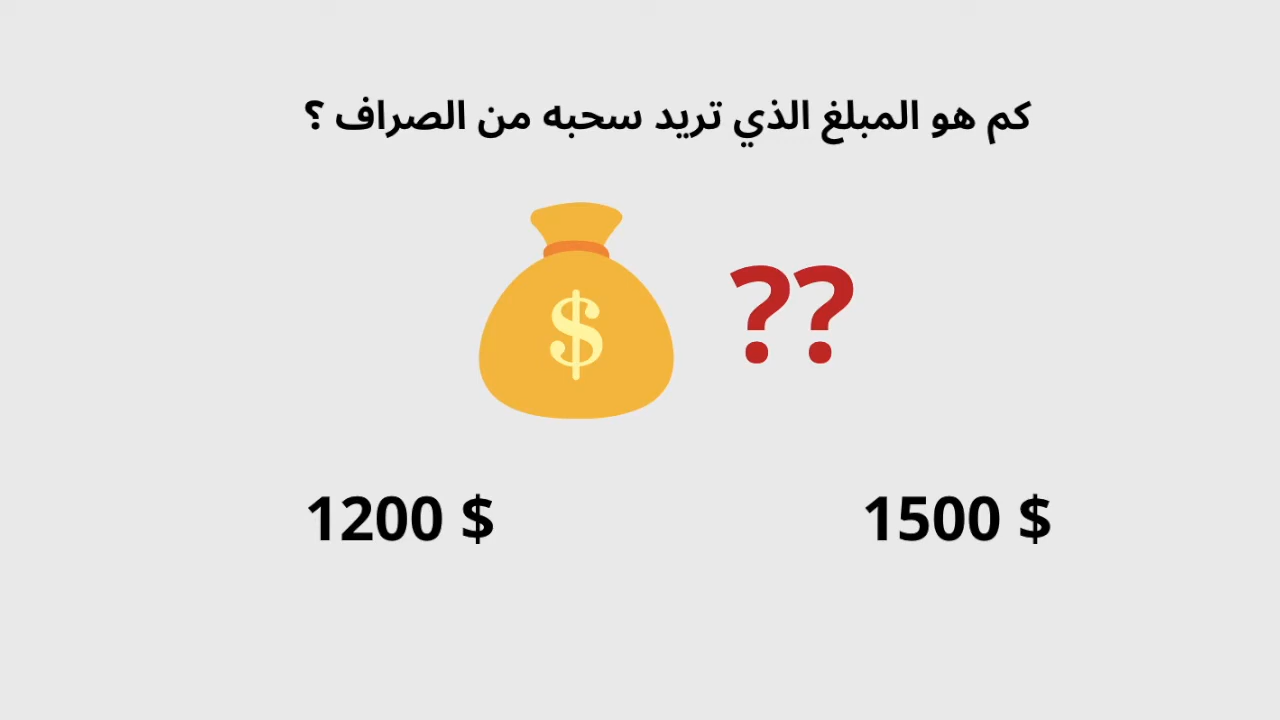 كم هو المبلغ الذي تريد سحبه من الصراف ؟
$
??
1200 $
1500 $